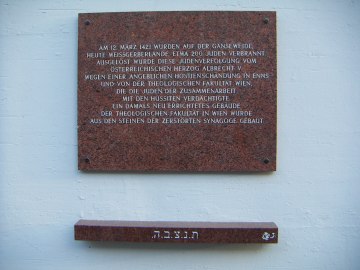 AM 12. MÄRZ 1421 WURDEN AUF DER GÄNSEWEIDE,
HEUTE WEISSGERBERLÄNDE, ETWA 200 JUDEN VERBRANNT.
AUSGELÖST WURDE DIESE JUDENVERFOLGUNG VOM
ÖSTERREICHISCHEN HERZOG ALBRECHT V.
WEGEN EINER ANGEBLICHEN HOSTIENSCHÄNDUNG IN ENNS
UND VON DER THEOLOGISCHEN FAKULTÄT WIEN,
DIE DIE JUDEN DER ZUSAMMENARBEIT
MIT DEN HUSSITEN VERDÄCHTIGTE.
EIN DAMALS NEU ERRICHTETES GEBÄUDE
DER THEOLOGISCHEN FAKULTÄT IN WIEN WURDE
AUS DEN STEINEN DER ZERSTÖRTEN SYNAGOGE GEBAUT.
ת.נ.צ.ב.ה.